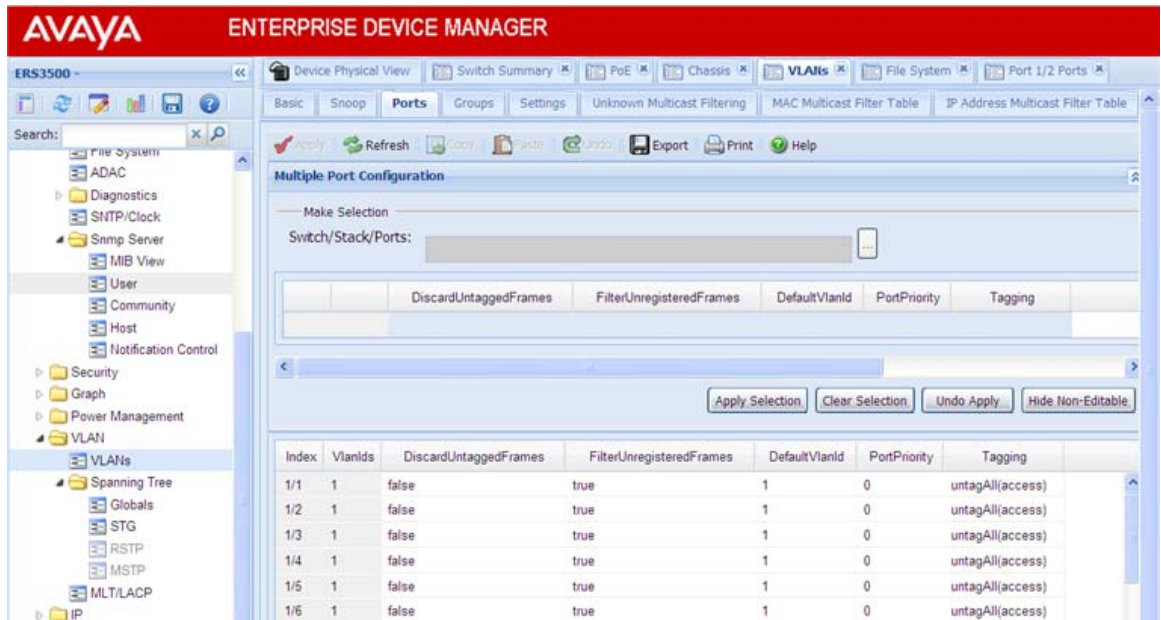 AVAYA ENTERPRISE DEVICE MANAGER
ERS3500 -
Device Physical View Switch Summary PoE Chassis VLANs File System Port 1/2 Ports
Basic Snoop Ports Groups Settings Unknown Multicast Filtering MAC Multicast Filter Table IP Address Multicast Filter Table
Search:
Apply Refresh Copy Paste Undo Export Print Help
File System
ADAC
Diagnostics
SNTP/Clock
Snmp Server
MIB View
User
Community
Host
Notification Control
Security
Graph
Power Management
VLAN
VLANs
Spanning Tree
Globals
STG
RSTP
MSTP
MLT/LACP
IP
Multiple Port Configuration
Make Selection
Switch/Stack/Ports: ...
DiscardUntaggedFrames FilterUnregisteredFrames DefaultVlanId PortPriority Tagging
Apply Selection Clear Selection Undo Apply Hide Non-Editable
Index VlanIds DiscardUntaggedFrames FilterUnregisteredFrames DefaultVlanId PortPriority Tagging
1/1 1 false true 1 0 untagAll(access)
1/2 1 false true 1 0 untagAll(access)
1/3 1 false true 1 0 untagAll(access)
1/4 1 false true 1 0 untagAll(access)
1/5 1 false true 1 0 untagAll(access)
1/6 1 false true 1 0 untagAll(access)